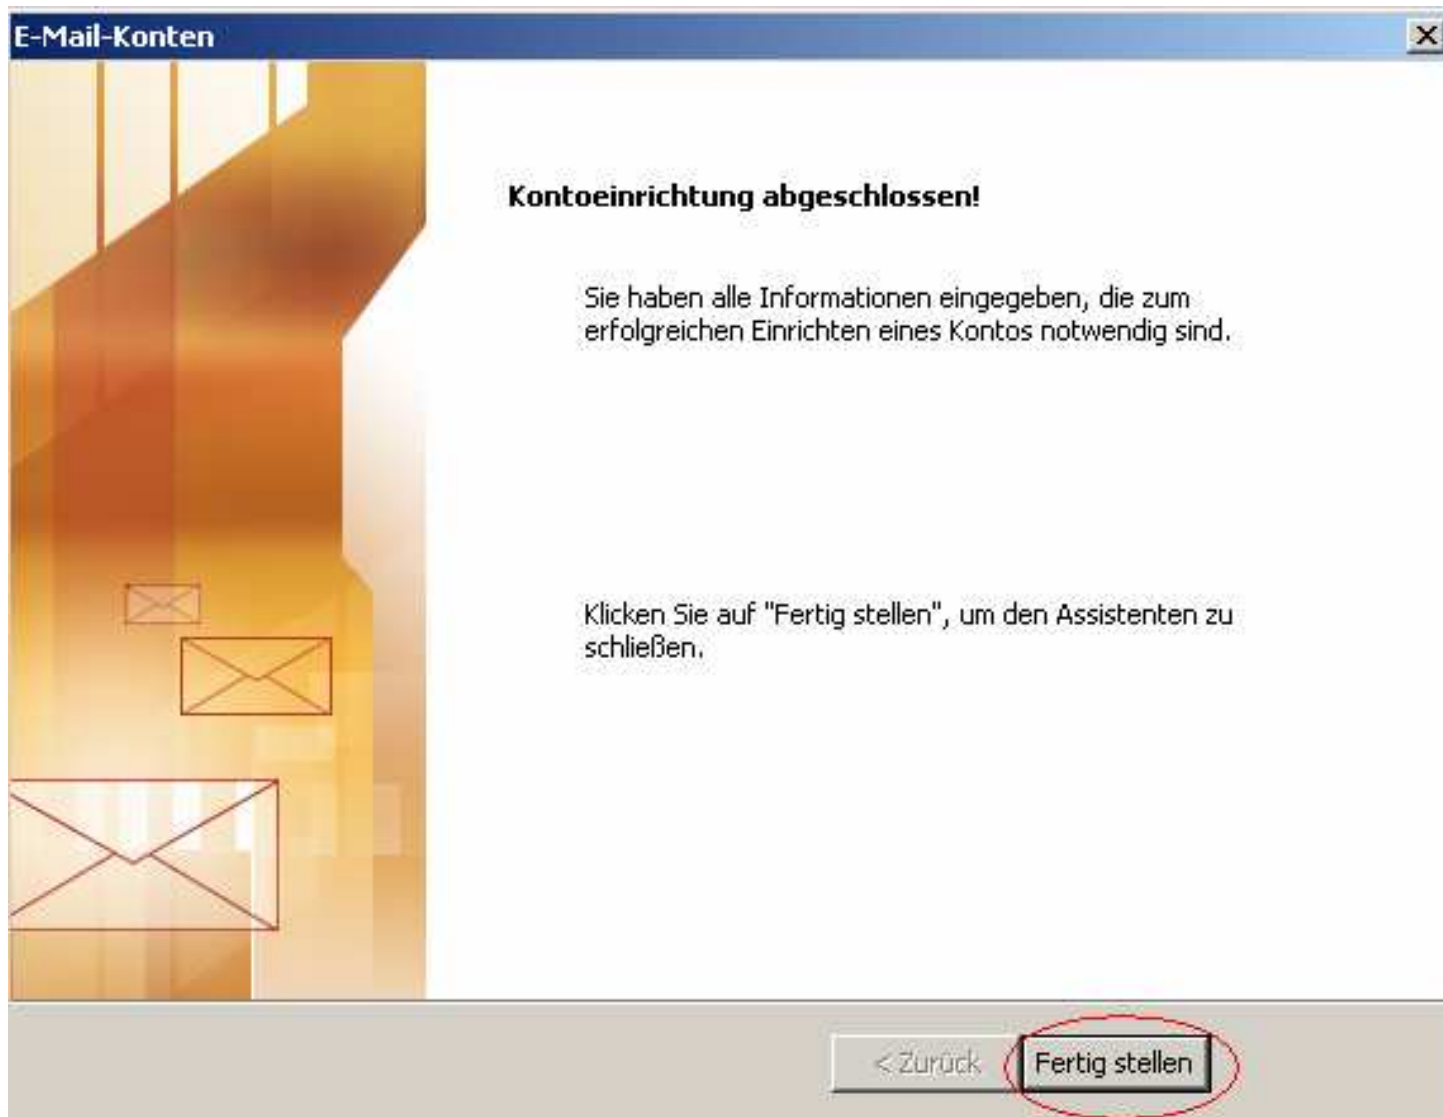 E-Mail-Konten
Kontoeinrichtung abgeschlossen!
Sie haben alle Informationen eingegeben, die zum
erfolgreichen Einrichten eines Kontos notwendig sind.
Klicken Sie auf "Fertig stellen", um den Assistenten zu
schließen.
< Zurück Fertig stellen